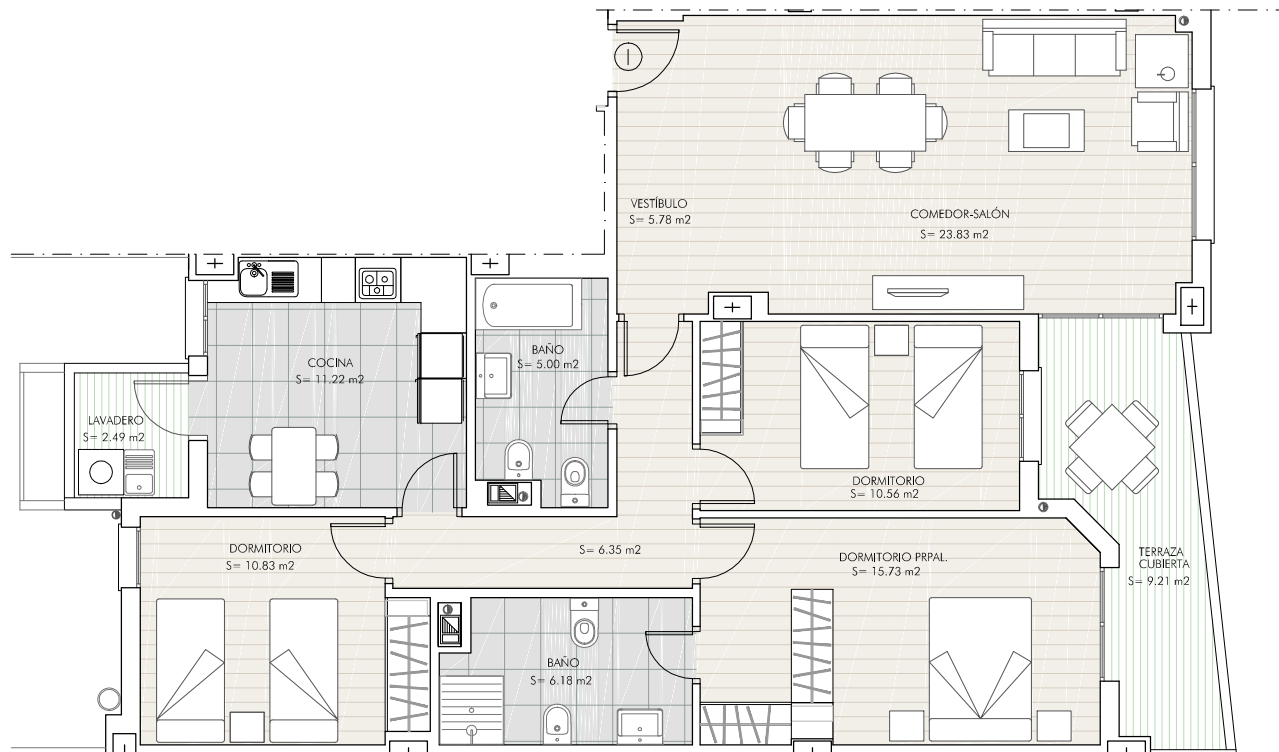 VESTÍBULO
S= 5.78 m2
COMEDOR-SALÓN
S= 23.83 m2
BAÑO
S= 5.00 m2
COCINA
S= 11.22 m2
LAVADERO
S= 2.49 m2
DORMITORIO
S= 10.56 m2
DORMITORIO
S= 10.83 m2
S= 6.35 m2
DORMITORIO PRPAL.
S= 15.73 m2
TERRAZA
CUBIERTA
S= 9.21 m2
BAÑO
S= 6.18 m2